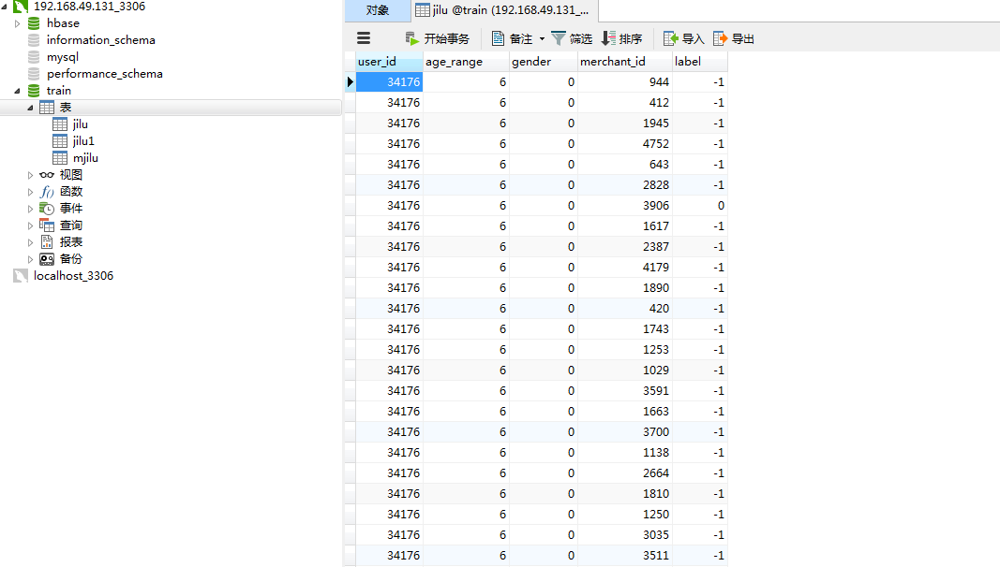 192.168.49.131_3306
hbase
information_schema
mysql
performance_schema
train
表
jilu
jilu1
mjilu
视图
函数
事件
查询
报表
备份
localhost_3306
对象 jilu @train (192.168.49.131_...
开始事务 备注 筛选 排序 导入 导出
user_id age_range gender merchant_id label
34176 6 0 944 -1
34176 6 0 412 -1
34176 6 0 1945 -1
34176 6 0 4752 -1
34176 6 0 643 -1
34176 6 0 2828 -1
34176 6 0 3906 0
34176 6 0 1617 -1
34176 6 0 2387 -1
34176 6 0 4179 -1
34176 6 0 1890 -1
34176 6 0 420 -1
34176 6 0 1743 -1
34176 6 0 1253 -1
34176 6 0 1029 -1
34176 6 0 3591 -1
34176 6 0 1663 -1
34176 6 0 3700 -1
34176 6 0 1138 -1
34176 6 0 2664 -1
34176 6 0 1810 -1
34176 6 0 1250 -1
34176 6 0 3035 -1
34176 6 0 3511 -1